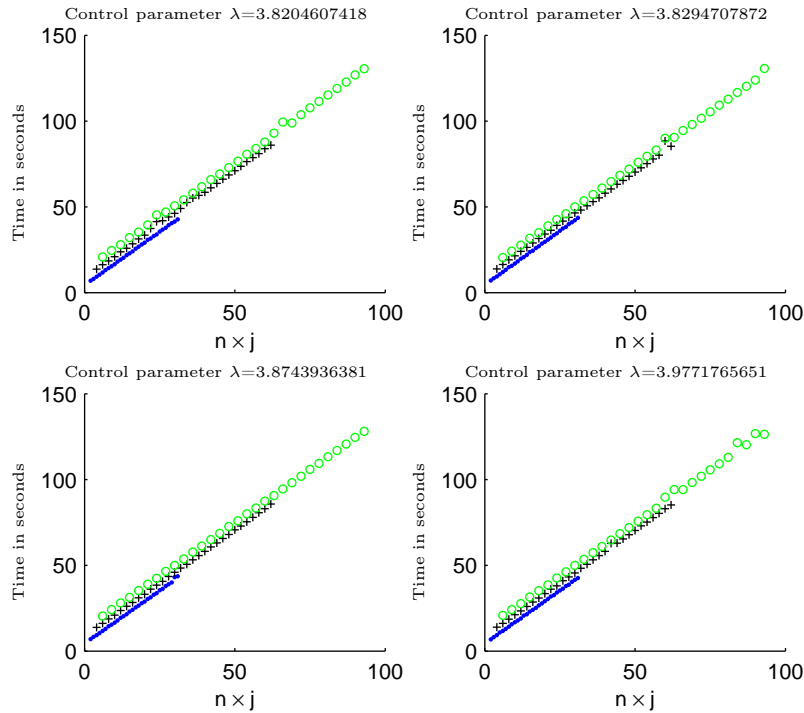 Control parameter λ=3.8204607418
150
100
50
0
Time in seconds
0 50 100
n × j
Control parameter λ=3.8294707872
150
100
50
0
Time in seconds
0 50 100
n × j
Control parameter λ=3.8743936381
150
100
50
0
Time in seconds
0 50 100
n × j
Control parameter λ=3.9771765651
150
100
50
0
Time in seconds
0 50 100
n × j